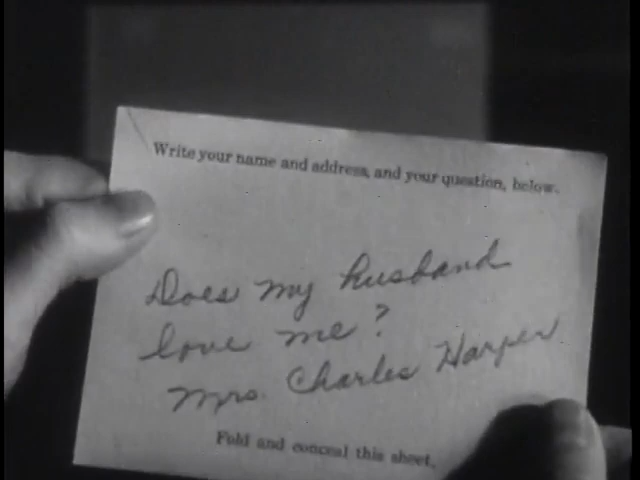 Write your name and address, and your question, below.
Does my husband
love me?
Mrs. Charles Harper
Fold and conceal this sheet.